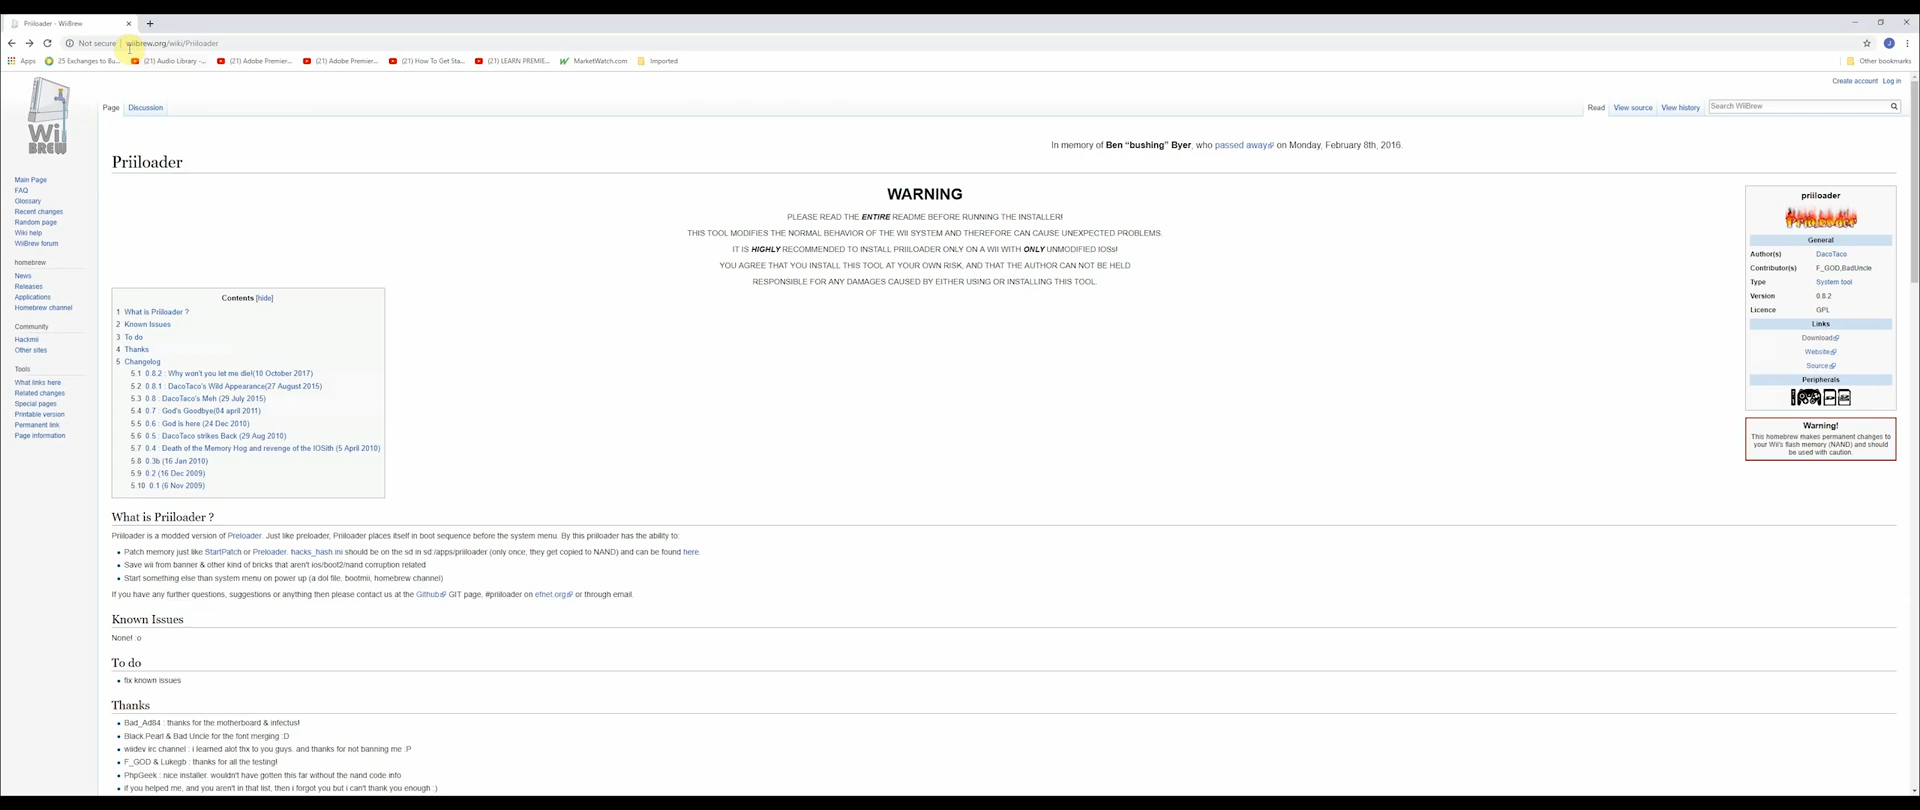 Priiloader - WiiBrew
Not secure | wiibrew.org/wiki/Priiloader
Apps
25 Exchanges to Bu...
(21) Audio Library -...
(21) Adobe Premier...
(21) Adobe Premier...
(21) How To Get Sta...
(21) LEARN PREMIE...
MarketWatch.com
Imported
Other bookmarks
Create account Log in
Page Discussion
Read View source View history
Search WiiBrew
Wii
BREW
In memory of Ben “bushing” Byer, who passed away on Monday, February 8th, 2016.
Priiloader
Main Page
FAQ
Glossary
Recent changes
Random page
Wiki help
WiiBrew forum
homebrew
News
Releases
Applications
Homebrew channel
Community
Hackmii
Other sites
Tools
What links here
Related changes
Special pages
Printable version
Permanent link
Page information
WARNING
PLEASE READ THE ENTIRE README BEFORE RUNNING THE INSTALLER!
THIS TOOL MODIFIES THE NORMAL BEHAVIOR OF THE WII SYSTEM AND THEREFORE CAN CAUSE UNEXPECTED PROBLEMS.
IT IS HIGHLY RECOMMENDED TO INSTALL PRIILOADER ONLY ON A WII WITH ONLY UNMODIFIED IOSs!
YOU AGREE THAT YOU INSTALL THIS TOOL AT YOUR OWN RISK, AND THAT THE AUTHOR CAN NOT BE HELD
RESPONSIBLE FOR ANY DAMAGES CAUSED BY EITHER USING OR INSTALLING THIS TOOL.
priiloader
Priiloader
General
Author(s) DacoTaco
Contributor(s) F_GOD,BadUncle
Type System tool
Version 0.8.2
Licence GPL
Links
Download
Website
Source
Peripherals
Warning!
This homebrew makes permanent changes to
your Wii's flash memory (NAND) and should
be used with caution.
Contents [hide]
1 What is Priiloader ?
2 Known Issues
3 To do
4 Thanks
5 Changelog
5.1 0.8.2 : Why won't you let me die!(10 October 2017)
5.2 0.8.1 : DacoTaco's Wild Appearance(27 August 2015)
5.3 0.8 : DacoTaco's Meh (29 July 2015)
5.4 0.7 : God's Goodbye(04 april 2011)
5.5 0.6 : God is here (24 Dec 2010)
5.6 0.5 : DacoTaco strikes Back (29 Aug 2010)
5.7 0.4 : Death of the Memory Hog and revenge of the IOSith (5 April 2010)
5.8 0.3b (16 Jan 2010)
5.9 0.2 (16 Dec 2009)
5.10 0.1 (6 Nov 2009)
What is Priiloader ?
Priiloader is a modded version of Preloader. Just like preloader, Priiloader places itself in boot sequence before the system menu. By this priiloader has the ability to:
Patch memory just like StartPatch or Preloader. hacks_hash.ini should be on the sd in sd:/apps/priiloader (only once, they get copied to NAND) and can be found here.
Save wii from banner & other kind of bricks that aren't ios/boot2/nand corruption related
Start something else than system menu on power up (a dol file, bootmii, homebrew channel)
If you have any further questions, suggestions or anything then please contact us at the Github GIT page, #priiloader on efnet.org or through email.
Known Issues
None! :o
To do
fix known issues
Thanks
Bad_Ad84 : thanks for the motherboard & infectus!
Black.Pearl & Bad Uncle for the font merging :D
wiidev irc channel : i learned alot thx to you guys. and thanks for not banning me :P
F_GOD & Lukegb : thanks for all the testing!
PhpGeek : nice installer. wouldn't have gotten this far without the nand code info
if you helped me, and you aren't in that list, then i forgot you but i can't thank you enough :)